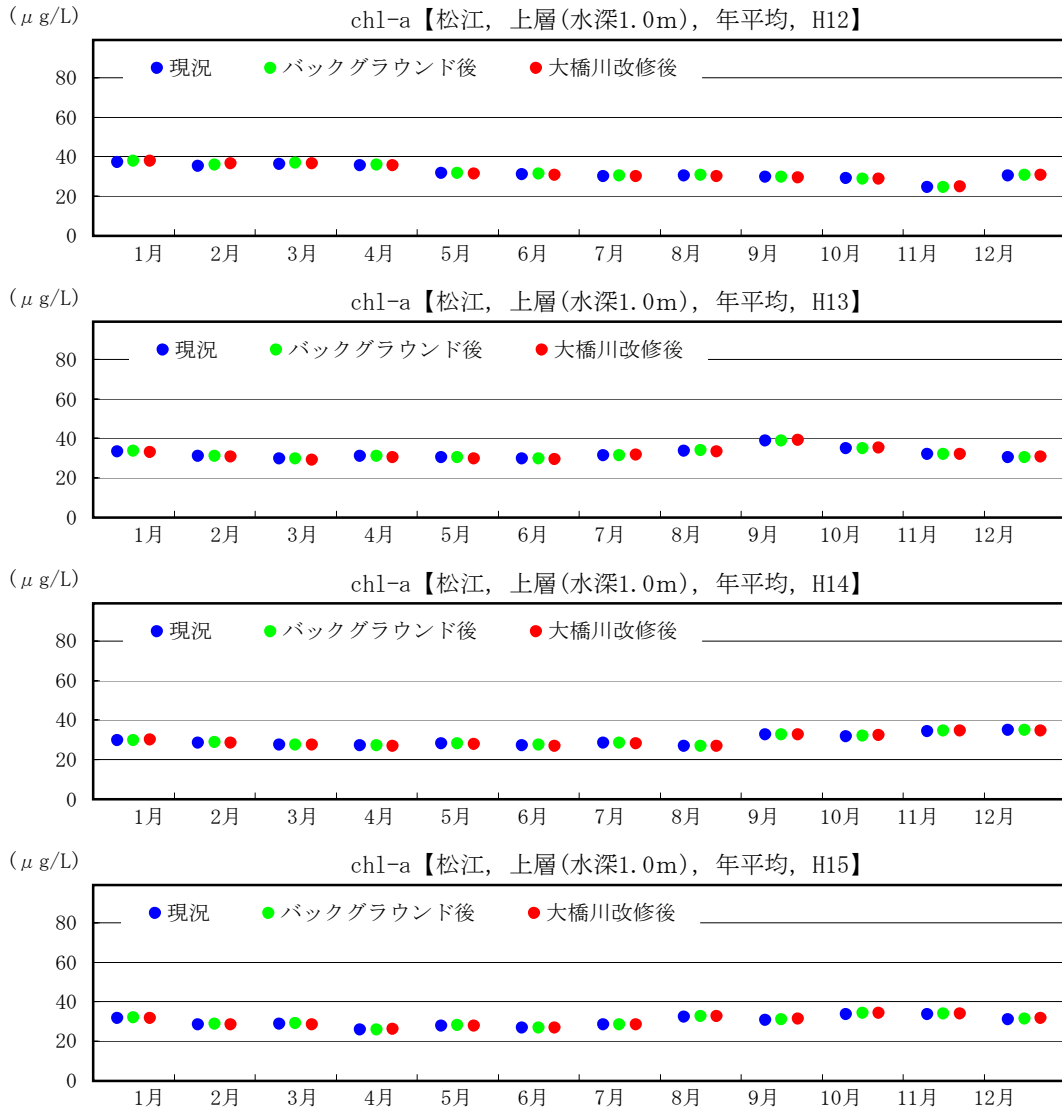 (μg/L) chl-a【松江, 上層(水深1.0m), 年平均, H12】
現況 バックグラウンド後 大橋川改修後
80
60
40
20
0
1月 2月 3月 4月 5月 6月 7月 8月 9月 10月 11月 12月
(μg/L) chl-a【松江, 上層(水深1.0m), 年平均, H13】
現況 バックグラウンド後 大橋川改修後
80
60
40
20
0
1月 2月 3月 4月 5月 6月 7月 8月 9月 10月 11月 12月
(μg/L) chl-a【松江, 上層(水深1.0m), 年平均, H14】
現況 バックグラウンド後 大橋川改修後
80
60
40
20
0
1月 2月 3月 4月 5月 6月 7月 8月 9月 10月 11月 12月
(μg/L) chl-a【松江, 上層(水深1.0m), 年平均, H15】
現況 バックグラウンド後 大橋川改修後
80
60
40
20
0
1月 2月 3月 4月 5月 6月 7月 8月 9月 10月 11月 12月